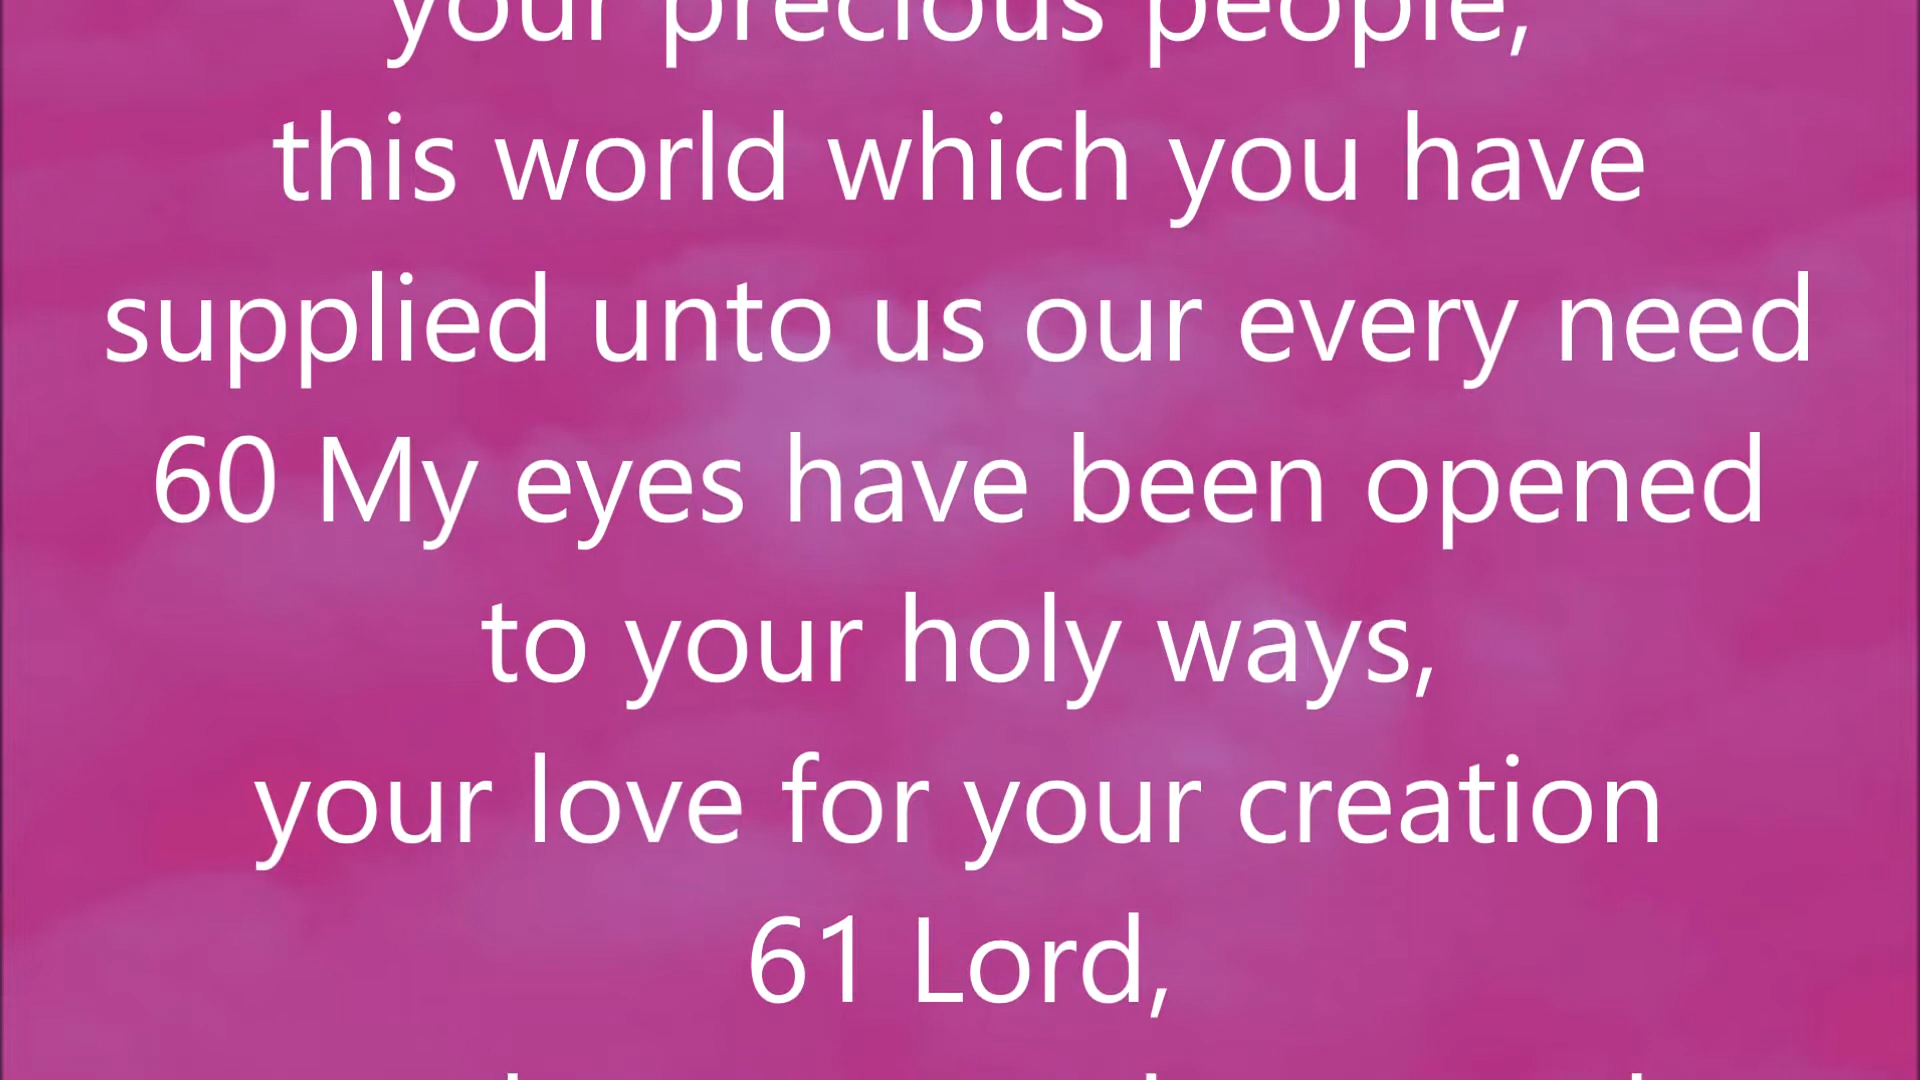 your precious people,
this world which you have
supplied unto us our every need
60 My eyes have been opened
to your holy ways,
your love for your creation
61 Lord,